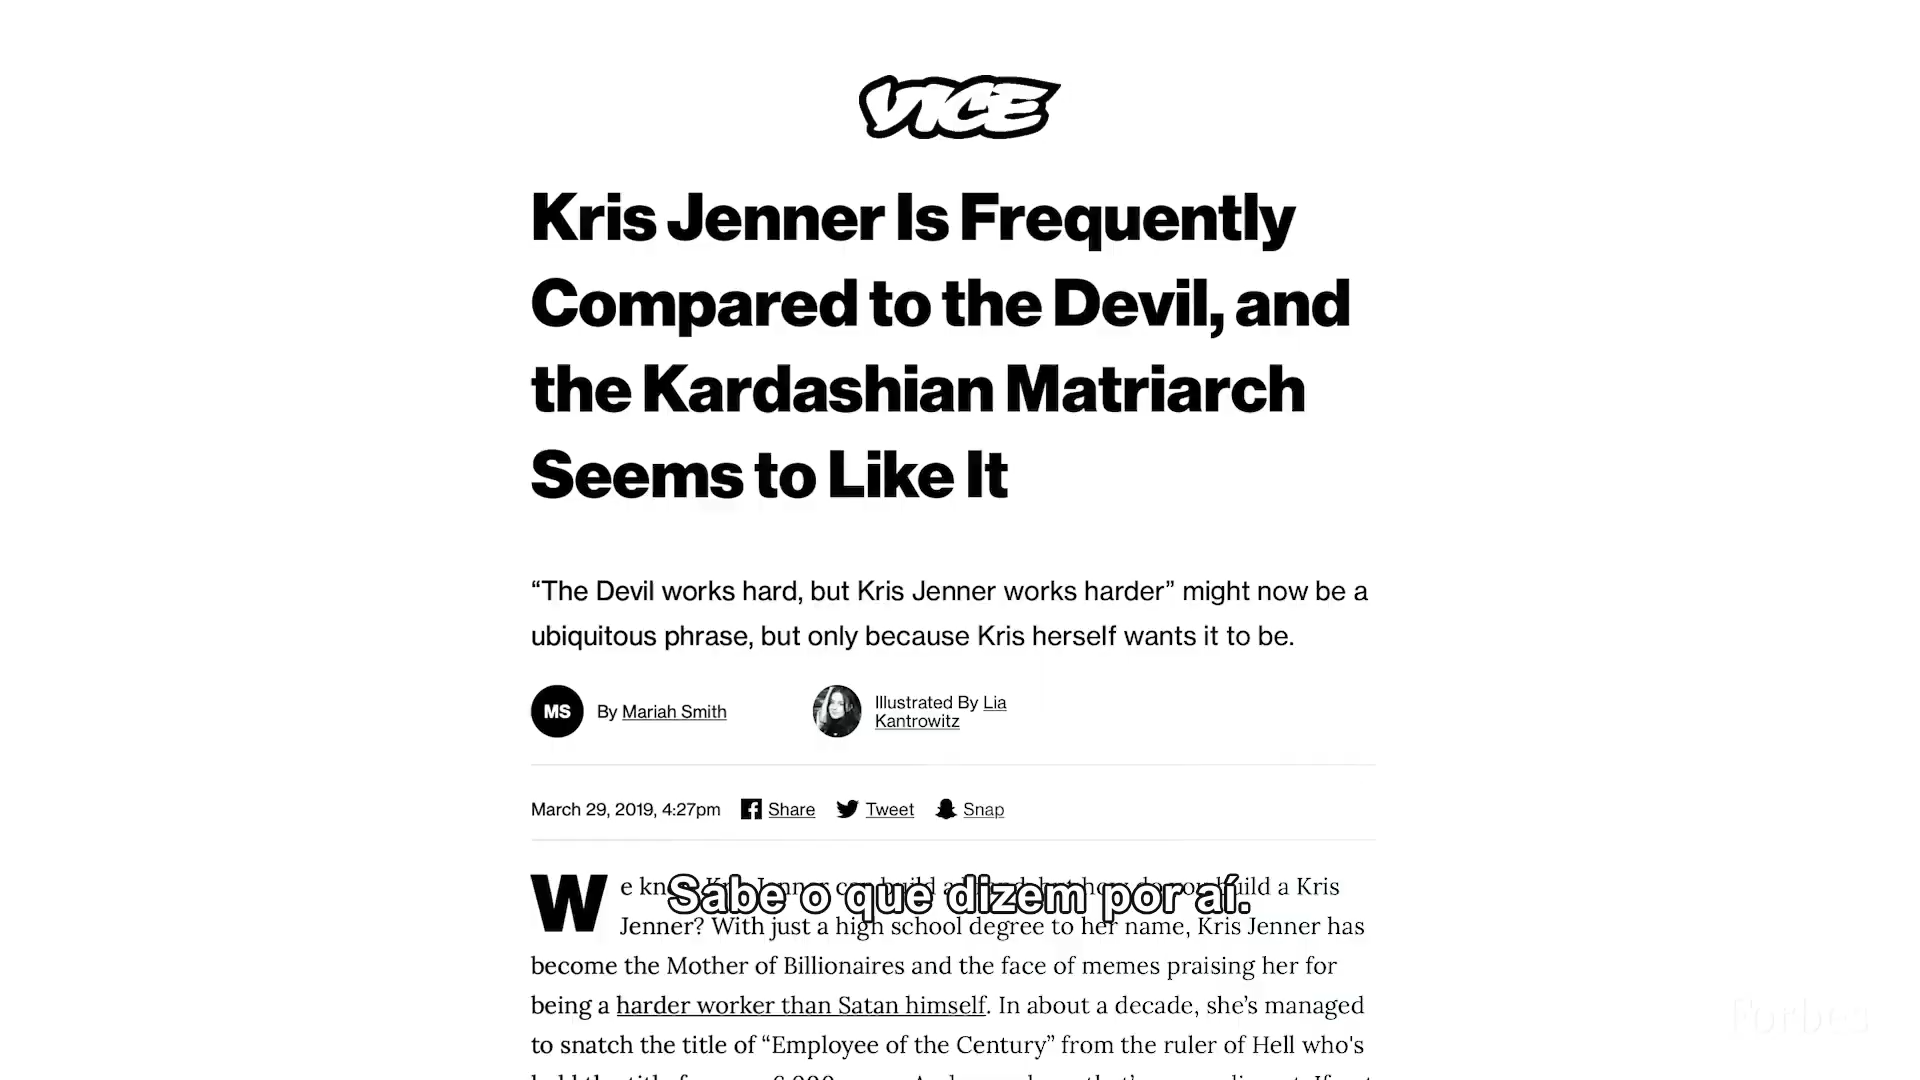 VICE
Kris Jenner Is Frequently
Compared to the Devil, and
the Kardashian Matriarch
Seems to Like It
“The Devil works hard, but Kris Jenner works harder” might now be a
ubiquitous phrase, but only because Kris herself wants it to be.
MS
By Mariah Smith
Illustrated By Lia
Kantrowitz
March 29, 2019, 4:27pm
Share
Tweet
Snap
We build a Kris
Sabe o que dizem por aí.
Jenner? With just a high school degree to her name, Kris Jenner has
become the Mother of Billionaires and the face of memes praising her for
being a harder worker than Satan himself. In about a decade, she’s managed
to snatch the title of “Employee of the Century” from the ruler of Hell who's
Forbes